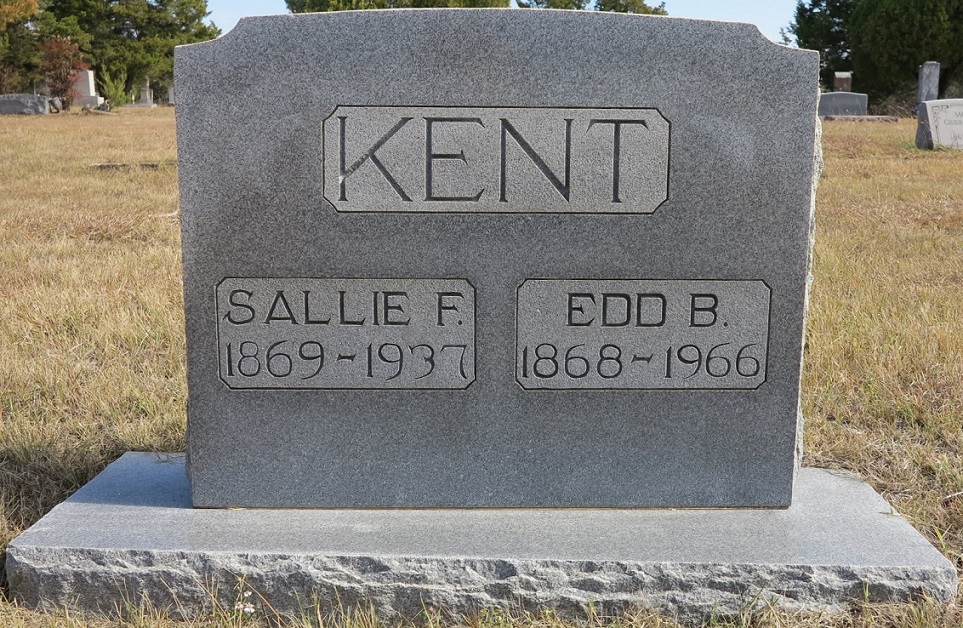 KENT
SALLIE F.
1869-1937
EDD B.
1868-1966